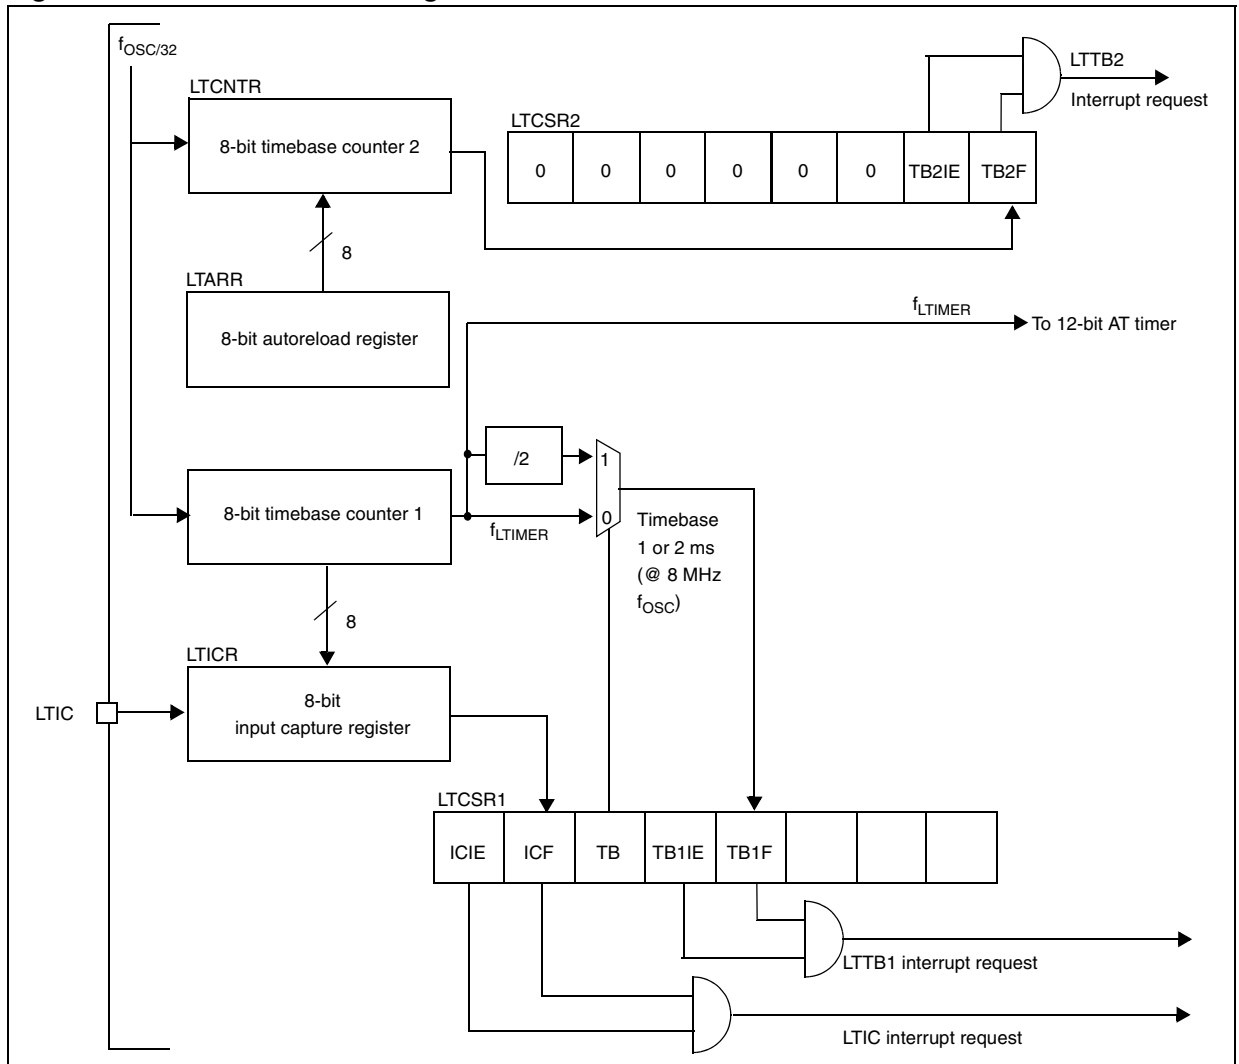 fOSC/32
LTCNTR
8-bit timebase counter 2
LTTB2
Interrupt request
LTCSR2
0 0 0 0 0 0 TB2IE TB2F
8
LTARR
8-bit autoreload register
fLTIMER
To 12-bit AT timer
/2
1
8-bit timebase counter 1
fLTIMER
0
Timebase
1 or 2 ms
(@ 8 MHz
fOSC)
8
LTICR
LTIC
8-bit
input capture register
LTCSR1
ICIE ICF TB TB1IE TB1F
LTTB1 interrupt request
LTIC interrupt request